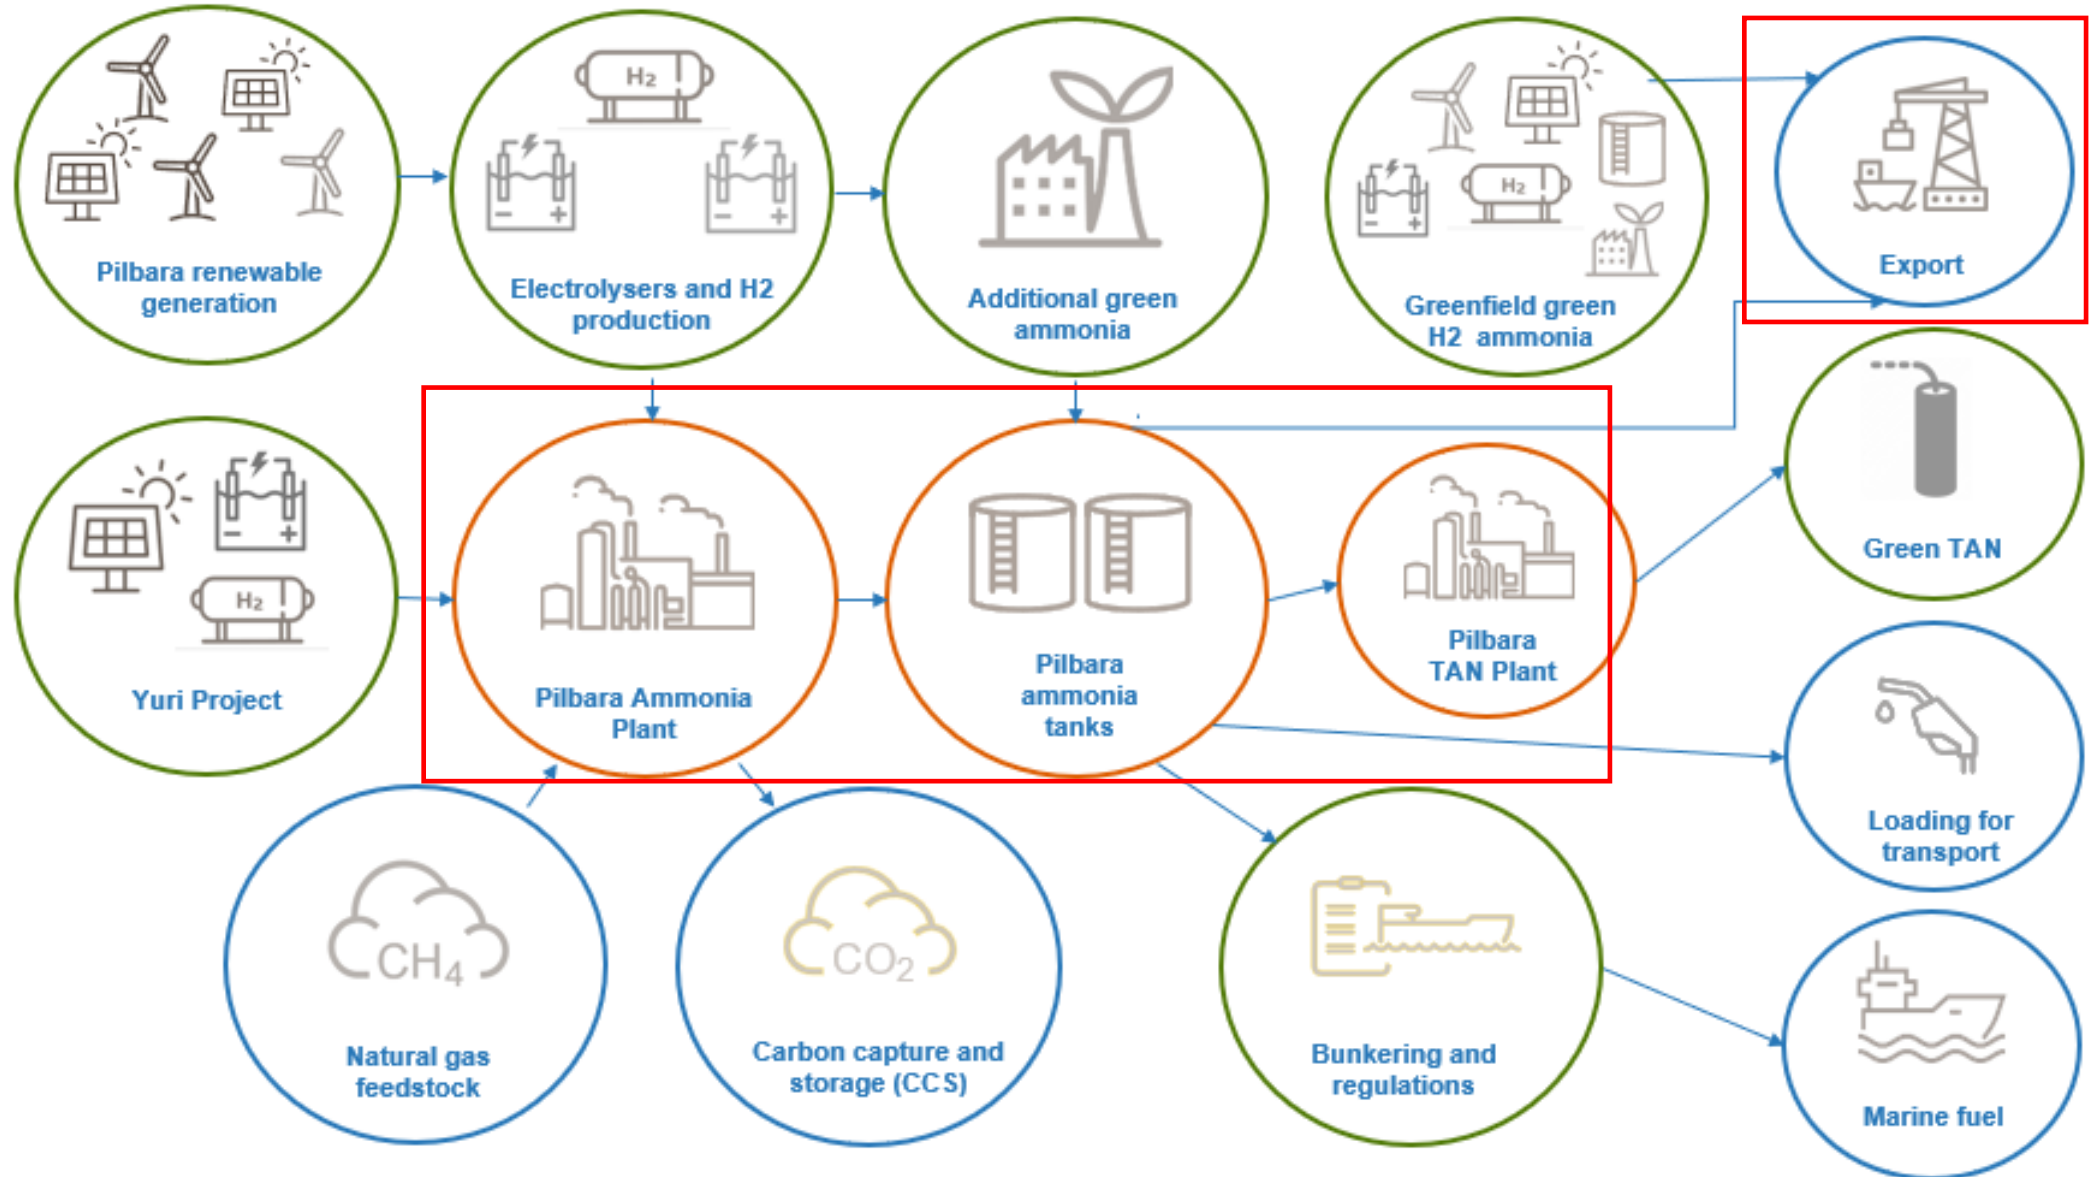 H₂
Pilbara renewable
generation
Electrolysers and H2
production
Additional green
ammonia
H₂
Greenfield green
H2 ammonia
Export
H₂
Yuri Project
Pilbara Ammonia
Plant
Pilbara
ammonia
tanks
Pilbara
TAN Plant
Green TAN
Loading for
transport
CH₄
Natural gas
feedstock
CO₂
Carbon capture and
storage (CCS)
Bunkering and
regulations
Marine fuel